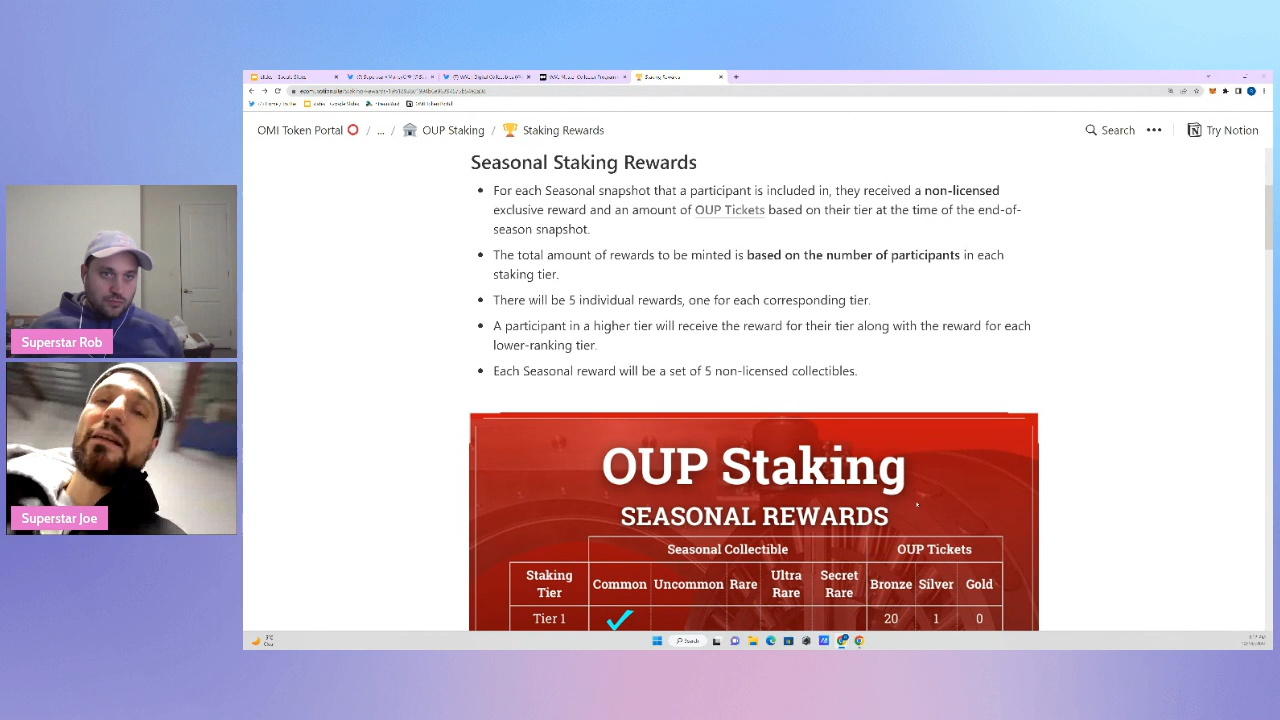 OMI Token Portal / ... / OUP Staking / Staking Rewards
Search ••• Try Notion
Seasonal Staking Rewards
• For each Seasonal snapshot that a participant is included in, they received a non-licensed
exclusive reward and an amount of OUP Tickets based on their tier at the time of the end-of-
season snapshot.
• The total amount of rewards to be minted is based on the number of participants in each
staking tier.
• There will be 5 individual rewards, one for each corresponding tier.
• A participant in a higher tier will receive the reward for their tier along with the reward for each
lower-ranking tier.
• Each Seasonal reward will be a set of 5 non-licensed collectibles.
OUP Staking
SEASONAL REWARDS
Seasonal Collectible OUP Tickets
Staking Tier Common Uncommon Rare Ultra Rare Secret Rare Bronze Silver Gold
Tier 1 20 1 0
Superstar Rob
Superstar Joe
Staking Rewards
OMI Token Portal
Search